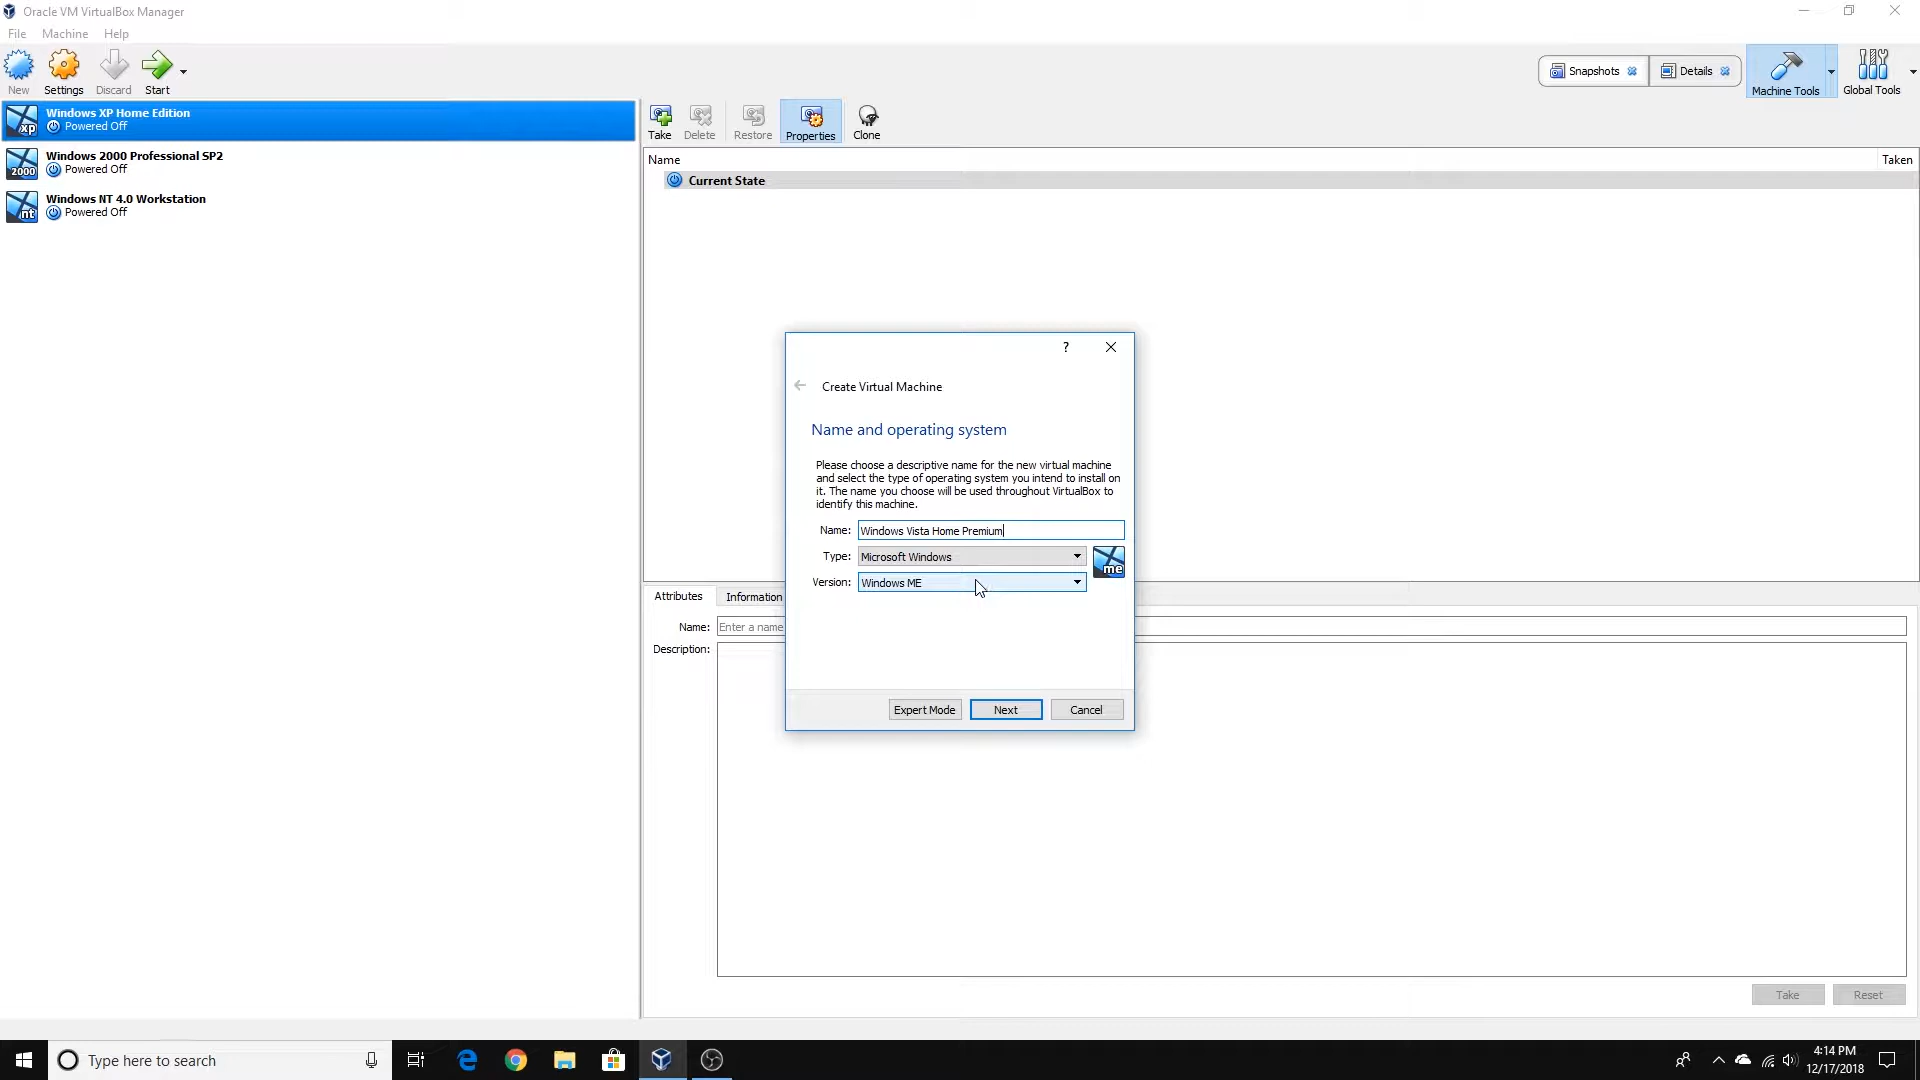 Oracle VM VirtualBox Manager
File Machine Help
New Settings Discard Start
Snapshots Details Machine Tools Global Tools
Windows XP Home Edition
Powered Off
xp
Windows 2000 Professional SP2
Powered Off
2000
Windows NT 4.0 Workstation
Powered Off
nt
Take Delete Restore Properties Clone
Name Taken
Current State
?
Create Virtual Machine
Name and operating system
Please choose a descriptive name for the new virtual machine
and select the type of operating system you intend to install on
it. The name you choose will be used throughout VirtualBox to
identify this machine.
Name: Windows Vista Home Premium
Type: Microsoft Windows
me
Version: Windows ME
Expert Mode Next Cancel
Attributes Information
Name: Enter a name
Description:
Take Reset
Type here to search
4:14 PM
12/17/2018